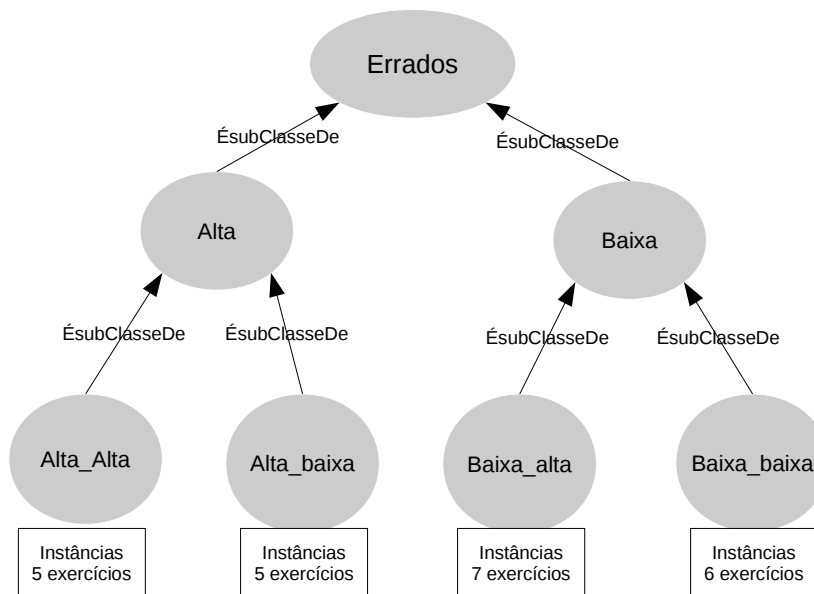 Errados
ÉsubClasseDe
ÉsubClasseDe
Alta
Baixa
ÉsubClasseDe
ÉsubClasseDe
ÉsubClasseDe
ÉsubClasseDe
Alta_Alta
Alta_baixa
Baixa_alta
Baixa_baixa
Instâncias
5 exercícios
Instâncias
5 exercícios
Instâncias
7 exercícios
Instâncias
6 exercícios